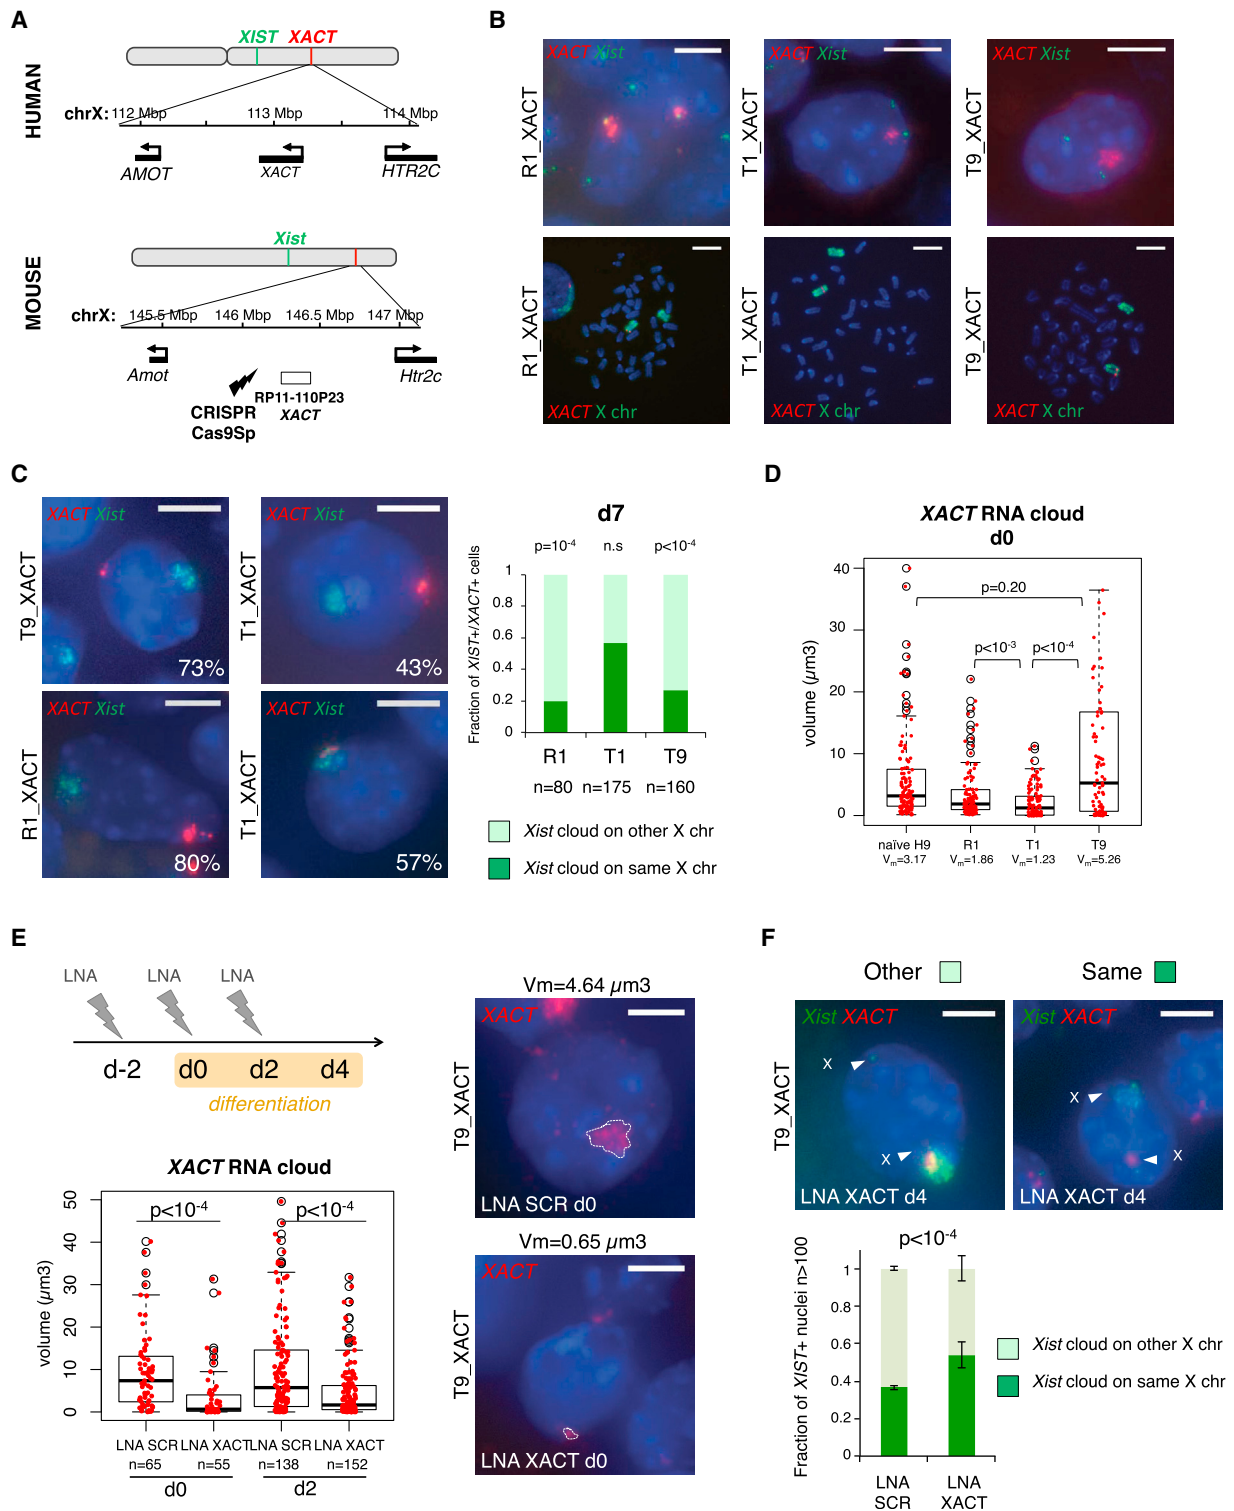 A
HUMAN
XIST XACT
chrX: 112 Mbp 113 Mbp 114 Mbp
AMOT XACT HTR2C
MOUSE
Xist
chrX: 145.5 Mbp 146 Mbp 146.5 Mbp 147 Mbp
Amot Htr2c
CRISPR
Cas9Sp
RP11-110P23
XACT
B
R1_XACT
XACT Xist
T1_XACT
XACT Xist
T9_XACT
XACT Xist
R1_XACT
XACT X chr
T1_XACT
XACT X chr
T9_XACT
XACT X chr
C
T9_XACT
XACT Xist
73%
T1_XACT
XACT Xist
43%
R1_XACT
XACT Xist
80%
T1_XACT
XACT Xist
57%
d7
p=10-4 n.s p<10-4
Fraction of XIST+/XACT+ cells
1
0.8
0.6
0.4
0.2
0
R1 T1 T9
n=80 n=175 n=160
Xist cloud on other X chr
Xist cloud on same X chr
D
XACT RNA cloud
d0
volume (µm3)
40
30
20
10
0
p=0.20
p<10-3 p<10-4
naïve H9 R1 T1 T9
Vm=3.17 Vm=1.86 Vm=1.23 Vm=5.26
E
LNA LNA LNA
d-2 d0 d2 d4
differentiation
XACT RNA cloud
volume (µm3)
50
40
30
20
10
0
p<10-4 p<10-4
LNA SCR LNA XACT LNA SCR LNA XACT
n=65 n=55 n=138 n=152
d0 d2
Vm=4.64 µm3
T9_XACT
XACT
LNA SCR d0
Vm=0.65 µm3
T9_XACT
XACT
LNA XACT d0
F
Other Same
T9_XACT
Xist XACT
X
X
LNA XACT d4
Xist XACT
X
X
LNA XACT d4
p<10-4
Fraction of XIST+ nuclei n>100
1
0.8
0.6
0.4
0.2
0
LNA
SCR
LNA
XACT
Xist cloud on other X chr
Xist cloud on same X chr